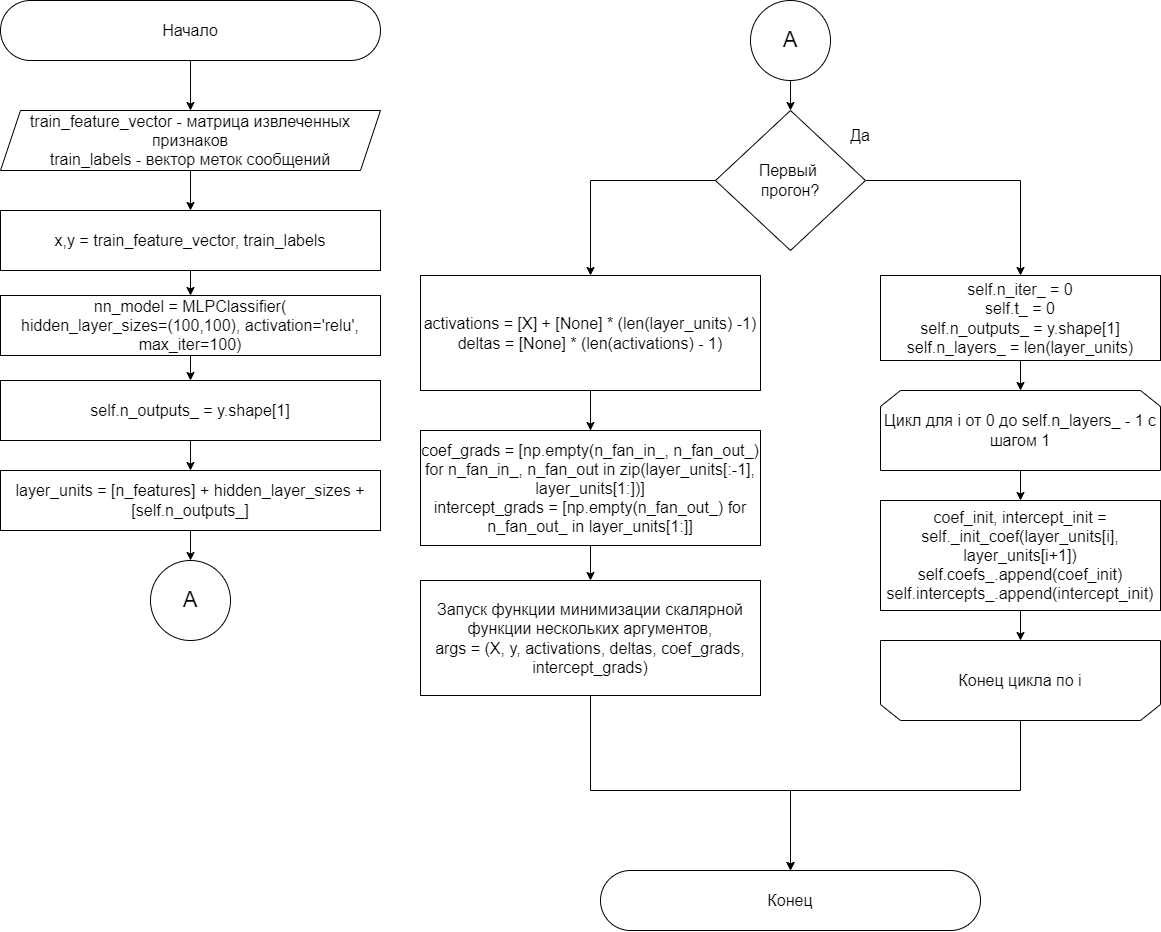 Начало
train_feature_vector - матрица извлеченных
признаков
train_labels - вектор меток сообщений
x,y = train_feature_vector, train_labels
nn_model = MLPClassifier(
hidden_layer_sizes=(100,100), activation='relu',
max_iter=100)
self.n_outputs_ = y.shape[1]
layer_units = [n_features] + hidden_layer_sizes +
[self.n_outputs_]
A
A
Первый
прогон?
Да
activations = [X] + [None] * (len(layer_units) -1)
deltas = [None] * (len(activations) - 1)
coef_grads = [np.empty(n_fan_in_, n_fan_out_)
for n_fan_in_, n_fan_out in zip(layer_units[:-1],
layer_units[1:])]
intercept_grads = [np.empty(n_fan_out_) for
n_fan_out_ in layer_units[1:]]
Запуск функции минимизации скалярной
функции нескольких аргументов,
args = (X, y, activations, deltas, coef_grads,
intercept_grads)
self.n_iter_ = 0
self.t_ = 0
self.n_outputs_ = y.shape[1]
self.n_layers_ = len(layer_units)
Цикл для i от 0 до self.n_layers_ - 1 с
шагом 1
coef_init, intercept_init =
self._init_coef(layer_units[i],
layer_units[i+1])
self.coefs_.append(coef_init)
self.intercepts_.append(intercept_init)
Конец цикла по i
Конец